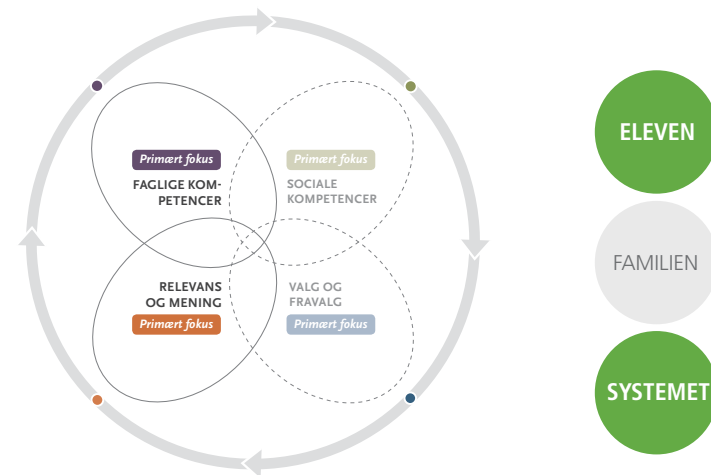 Primært fokus
FAGLIGE KOM-
PETENCER
Primært fokus
SOCIALE
KOMPETENCER
RELEVANS
OG MENING
Primært fokus
VALG OG
FRAVALG
Primært fokus
ELEVEN
FAMILIEN
SYSTEMET